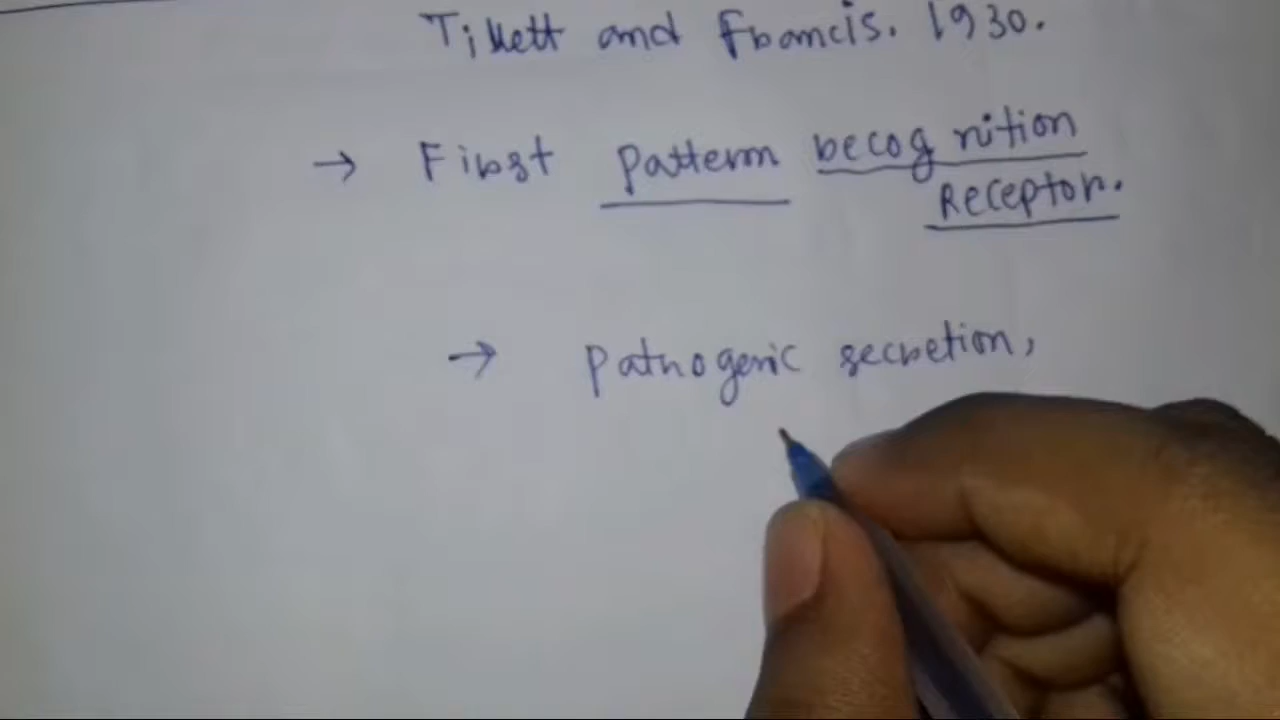 Tillett and Francis. 1930.
→ First Pattern recognition
Receptor.
→ Pathogenic secretion,